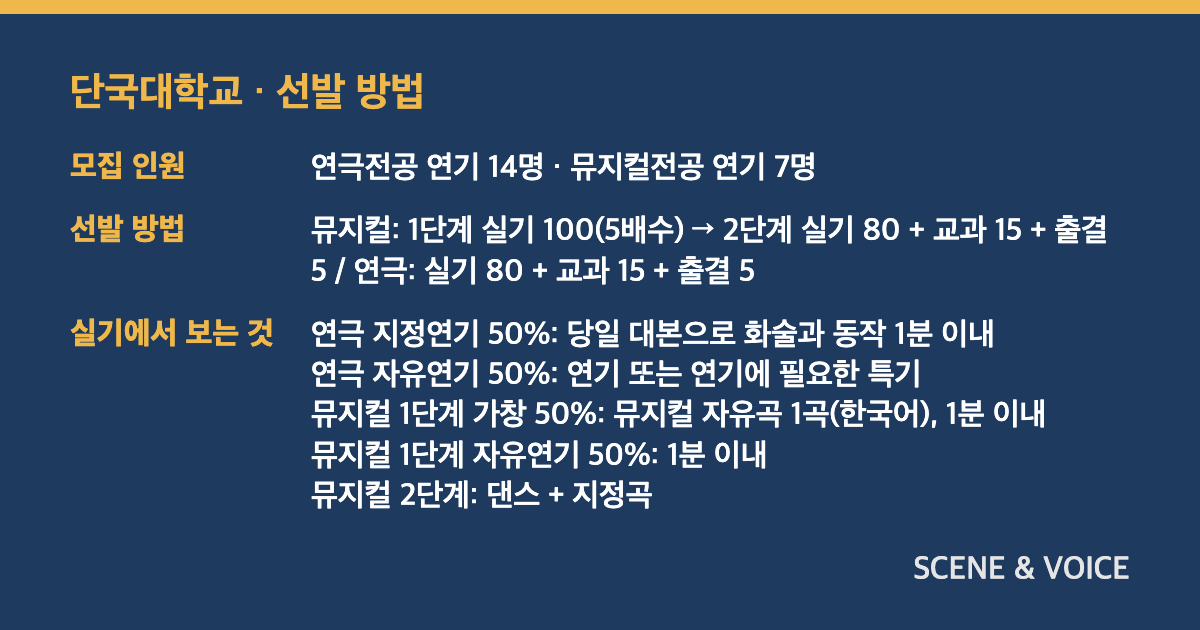 단국대학교 · 선발 방법
모집 인원 연극전공 연기 14명 · 뮤지컬전공 연기 7명
선발 방법 뮤지컬: 1단계 실기 100(5배수) → 2단계 실기 80 + 교과 15 + 출결
5 / 연극: 실기 80 + 교과 15 + 출결 5
실기에서 보는 것 연극 지정연기 50%: 당일 대본으로 화술과 동작 1분 이내
연극 자유연기 50%: 연기 또는 연기에 필요한 특기
뮤지컬 1단계 가창 50%: 뮤지컬 자유곡 1곡(한국어), 1분 이내
뮤지컬 1단계 자유연기 50%: 1분 이내
뮤지컬 2단계: 댄스 + 지정곡
SCENE & VOICE